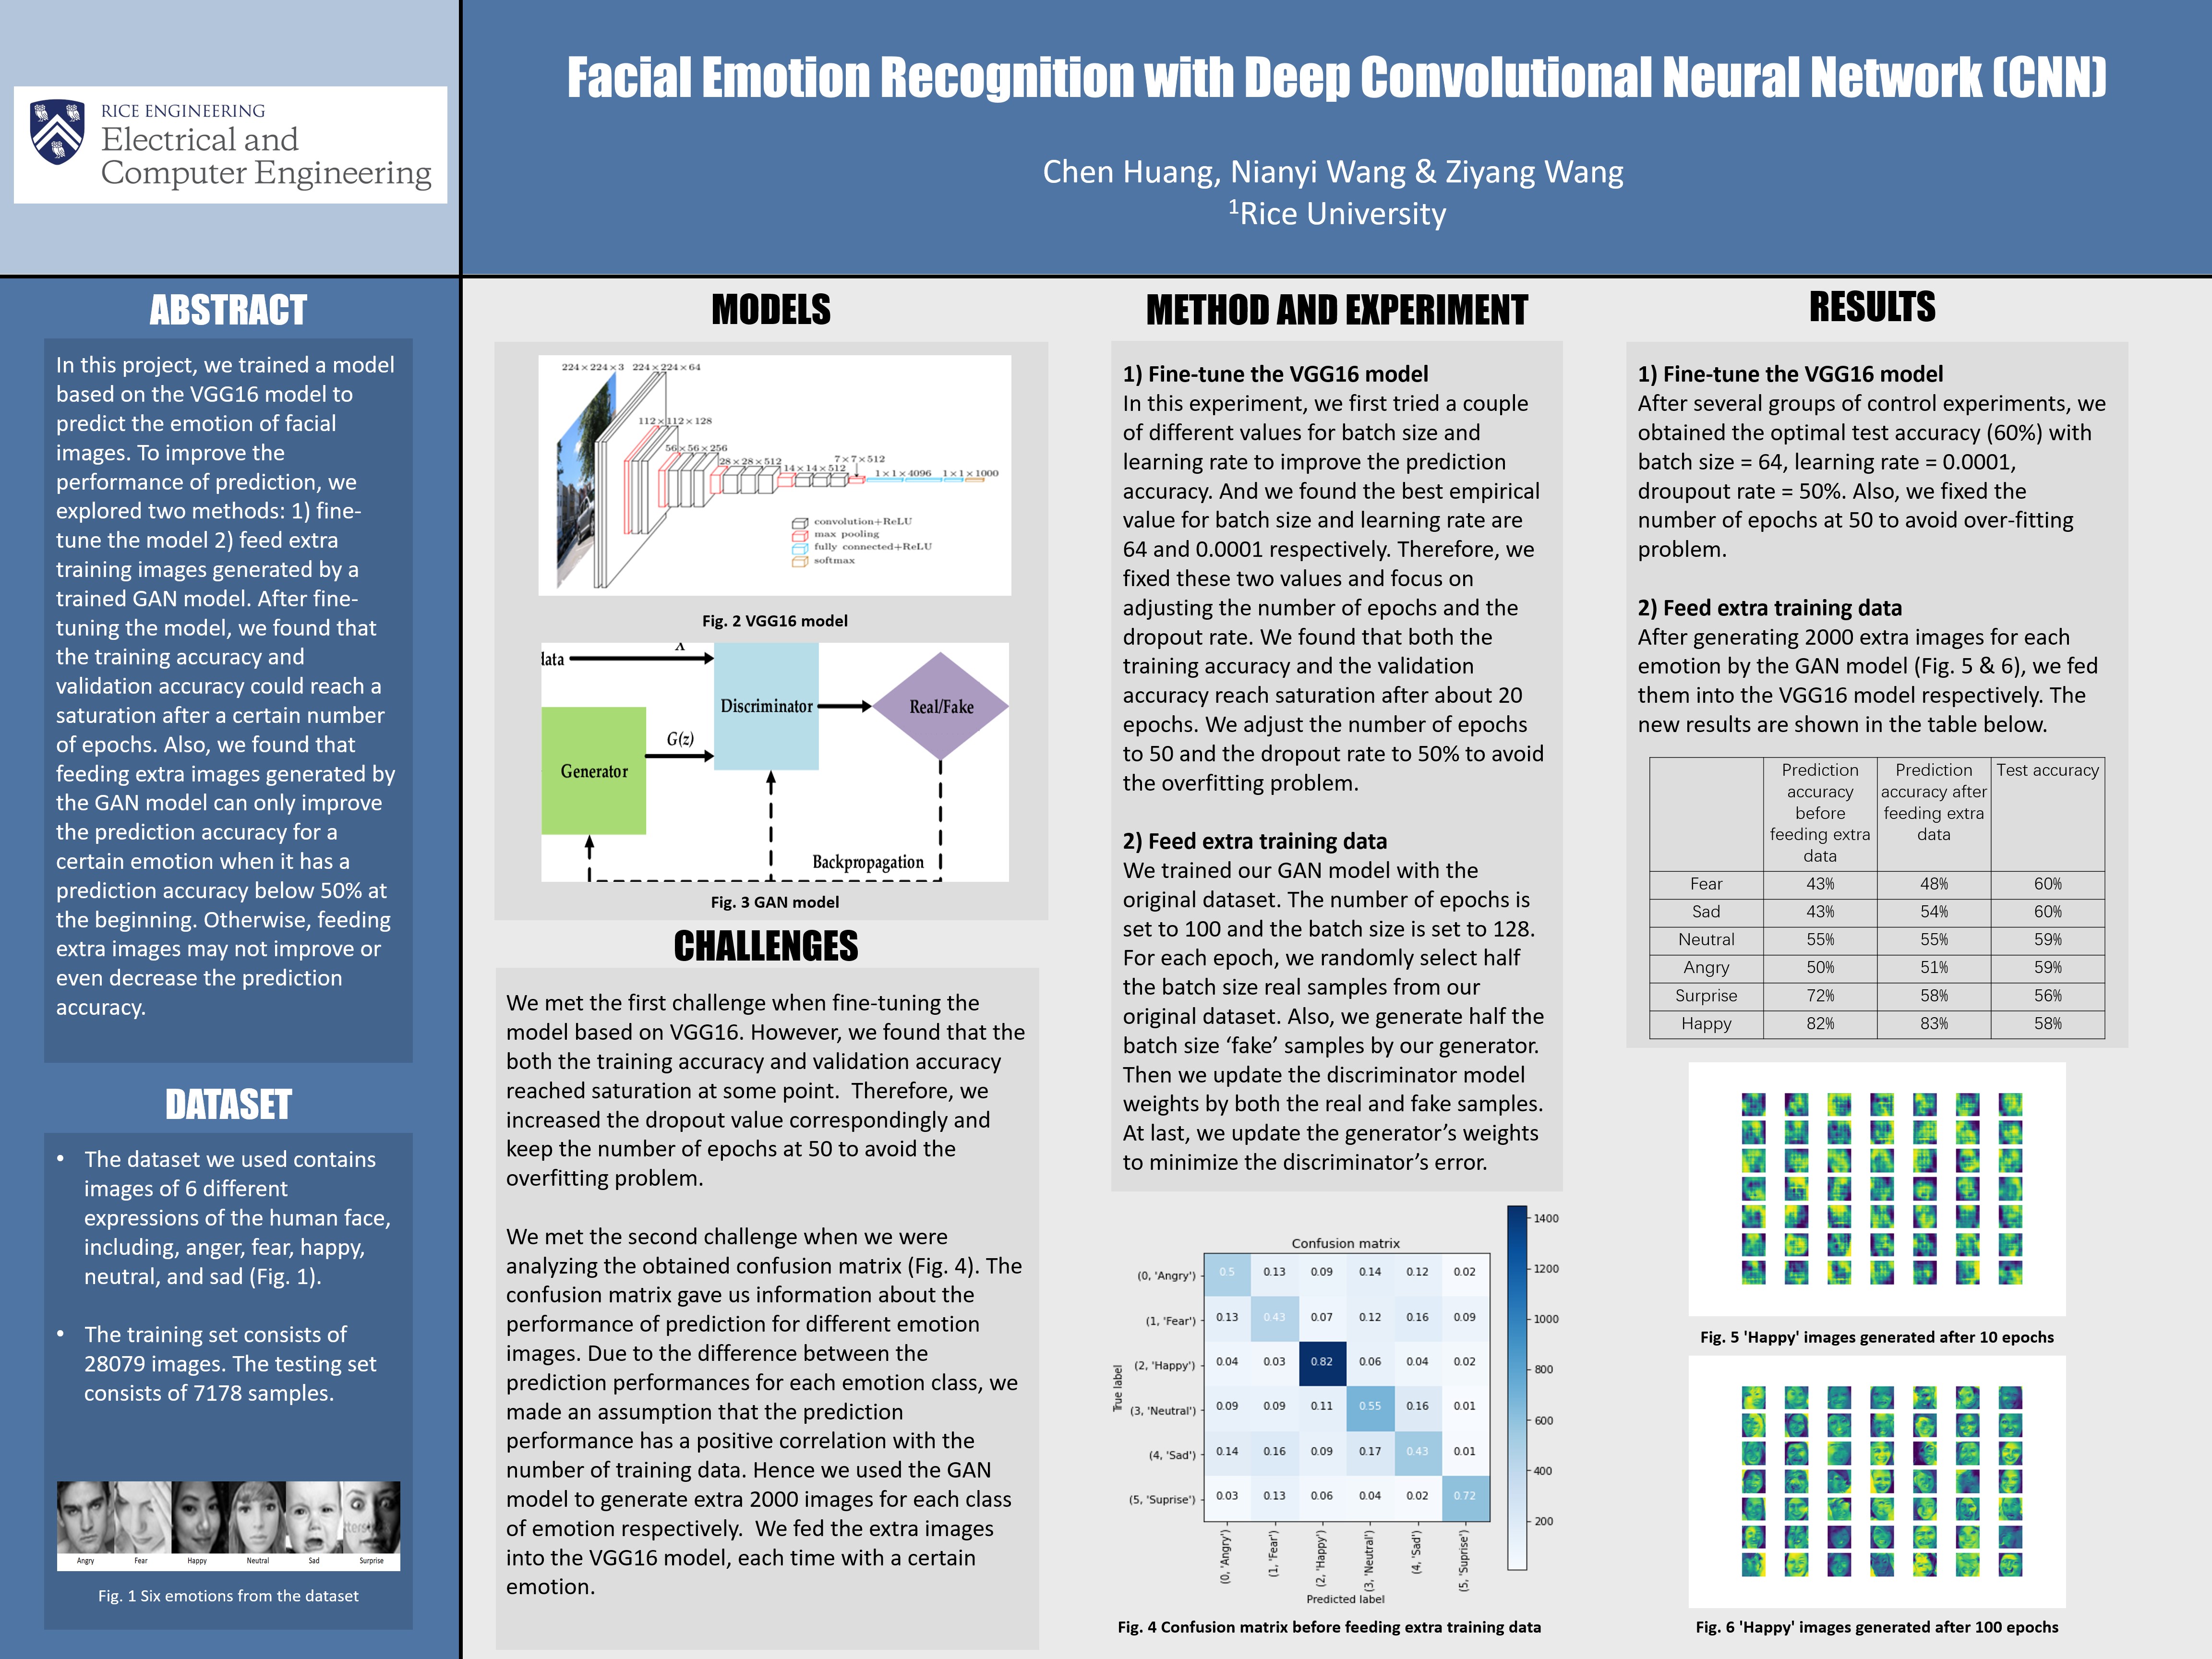 RICE ENGINEERING
Electrical and
Computer Engineering
Facial Emotion Recognition with Deep Convolutional Neural Network (CNN)
Chen Huang, Nianyi Wang & Ziyang Wang
1Rice University
ABSTRACT
In this project, we trained a model
based on the VGG16 model to
predict the emotion of facial
images. To improve the
performance of prediction, we
explored two methods: 1) fine-
tune the model 2) feed extra
training images generated by a
trained GAN model. After fine-
tuning the model, we found that
the training accuracy and
validation accuracy could reach a
saturation after a certain number
of epochs. Also, we found that
feeding extra images generated by
the GAN model can only improve
the prediction accuracy for a
certain emotion when it has a
prediction accuracy below 50% at
the beginning. Otherwise, feeding
extra images may not improve or
even decrease the prediction
accuracy.
DATASET
• The dataset we used contains
images of 6 different
expressions of the human face,
including, anger, fear, happy,
neutral, and sad (Fig. 1).
• The training set consists of
28079 images. The testing set
consists of 7178 samples.
Angry Fear Happy Neutral Sad Surprise
Fig. 1 Six emotions from the dataset
MODELS
224×224×3 224×224×64
112×112×128
56×56×256
28×28×512
14×14×512
7×7×512
1×1×4096 1×1×1000
convolution+ReLU
max pooling
fully connected+ReLU
softmax
Fig. 2 VGG16 model
data
Discriminator
Real/Fake
G(z)
Generator
Backpropagation
Fig. 3 GAN model
CHALLENGES
We met the first challenge when fine-tuning the
model based on VGG16. However, we found that the
both the training accuracy and validation accuracy
reached saturation at some point. Therefore, we
increased the dropout value correspondingly and
keep the number of epochs at 50 to avoid the
overfitting problem.
We met the second challenge when we were
analyzing the obtained confusion matrix (Fig. 4). The
confusion matrix gave us information about the
performance of prediction for different emotion
images. Due to the difference between the
prediction performances for each emotion class, we
made an assumption that the prediction
performance has a positive correlation with the
number of training data. Hence we used the GAN
model to generate extra 2000 images for each class
of emotion respectively. We fed the extra images
into the VGG16 model, each time with a certain
emotion.
METHOD AND EXPERIMENT
1) Fine-tune the VGG16 model
In this experiment, we first tried a couple
of different values for batch size and
learning rate to improve the prediction
accuracy. And we found the best empirical
value for batch size and learning rate are
64 and 0.0001 respectively. Therefore, we
fixed these two values and focus on
adjusting the number of epochs and the
dropout rate. We found that both the
training accuracy and the validation
accuracy reach saturation after about 20
epochs. We adjust the number of epochs
to 50 and the dropout rate to 50% to avoid
the overfitting problem.
2) Feed extra training data
We trained our GAN model with the
original dataset. The number of epochs is
set to 100 and the batch size is set to 128.
For each epoch, we randomly select half
the batch size real samples from our
original dataset. Also, we generate half the
batch size ‘fake’ samples by our generator.
Then we update the discriminator model
weights by both the real and fake samples.
At last, we update the generator’s weights
to minimize the discriminator’s error.
Confusion matrix
True label
(0, 'Angry') 0.5 0.13 0.09 0.14 0.12 0.02
(1, 'Fear') 0.13 0.43 0.07 0.12 0.16 0.09
(2, 'Happy') 0.04 0.03 0.82 0.06 0.04 0.02
(3, 'Neutral') 0.09 0.09 0.11 0.55 0.16 0.01
(4, 'Sad') 0.14 0.16 0.09 0.17 0.43 0.01
(5, 'Suprise') 0.03 0.13 0.06 0.04 0.02 0.72
(0, 'Angry') (1, 'Fear') (2, 'Happy') (3, 'Neutral') (4, 'Sad') (5, 'Suprise')
Predicted label
1400
1200
1000
800
600
400
200
Fig. 4 Confusion matrix before feeding extra training data
RESULTS
1) Fine-tune the VGG16 model
After several groups of control experiments, we
obtained the optimal test accuracy (60%) with
batch size = 64, learning rate = 0.0001,
droupout rate = 50%. Also, we fixed the
number of epochs at 50 to avoid over-fitting
problem.
2) Feed extra training data
After generating 2000 extra images for each
emotion by the GAN model (Fig. 5 & 6), we fed
them into the VGG16 model respectively. The
new results are shown in the table below.
Prediction accuracy before feeding extra data Prediction accuracy after feeding extra data Test accuracy
Fear 43% 48% 60%
Sad 43% 54% 60%
Neutral 55% 55% 59%
Angry 50% 51% 59%
Surprise 72% 58% 56%
Happy 82% 83% 58%
Fig. 5 'Happy' images generated after 10 epochs
Fig. 6 'Happy' images generated after 100 epochs